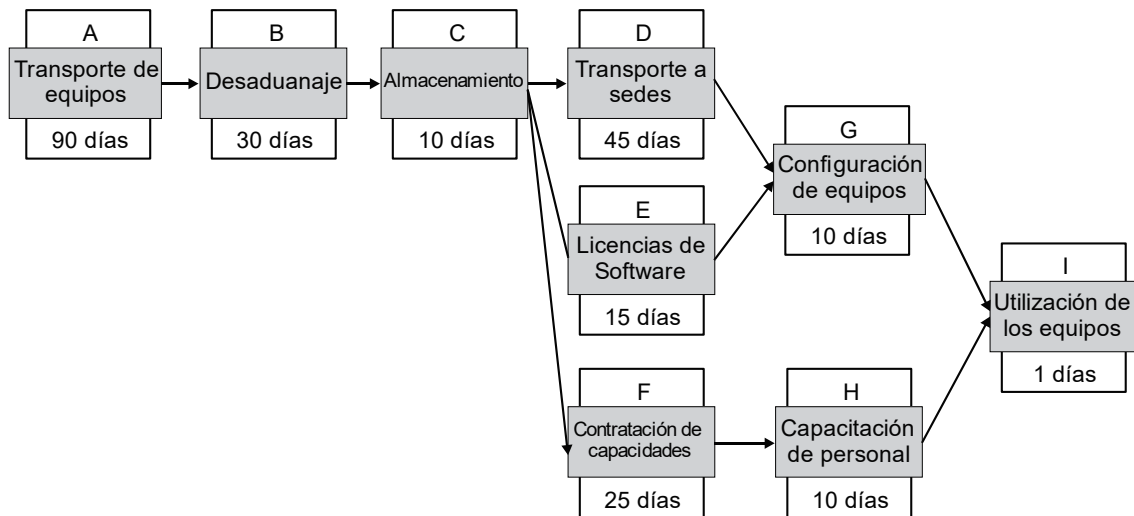 A
Transporte de
equipos
90 días
B
Desaduanaje
30 días
C
Almacenamiento
10 días
D
Transporte a
sedes
45 días
E
Licencias de
Software
15 días
F
Contratación de
capacidades
25 días
G
Configuración
de equipos
10 días
H
Capacitación
de personal
10 días
I
Utilización de
los equipos
1 días